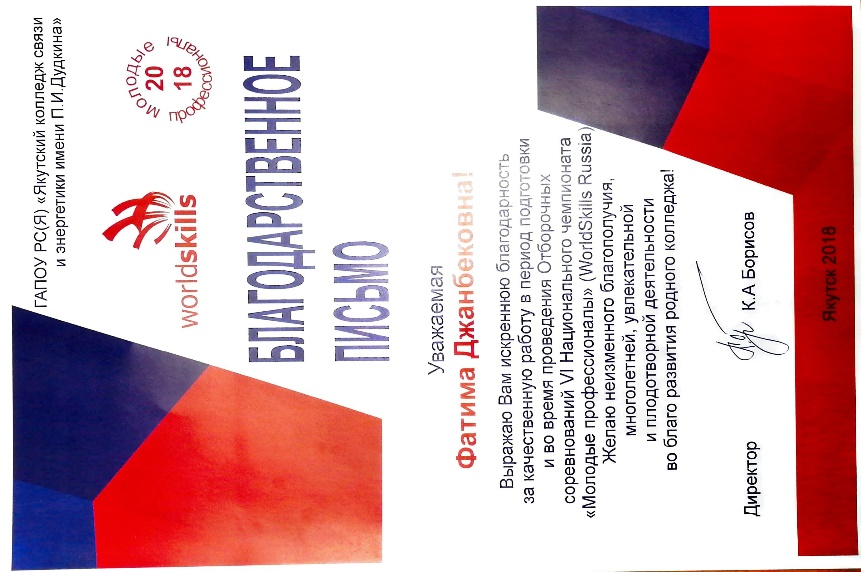 ГАПОУ РС(Я) «Якутский колледж связи
и энергетики имени П.И.Дудкина»
worldskills
молодые
20
18
профессионалы
БЛАГОДАРСТВЕННОЕ
ПИСЬМО
Уважаемая
Фатима Джанбековна!
Выражаю Вам искреннюю благодарность
за качественную работу в период подготовки
и во время проведения Отборочных
соревнований VI Национального чемпионата
«Молодые профессионалы» (WorldSkills Russia)
Желаю неизменного благополучия,
многолетней, увлекательной
и плодотворной деятельности
во благо развития родного колледжа!
Директор К.А Борисов
Якутск 2018